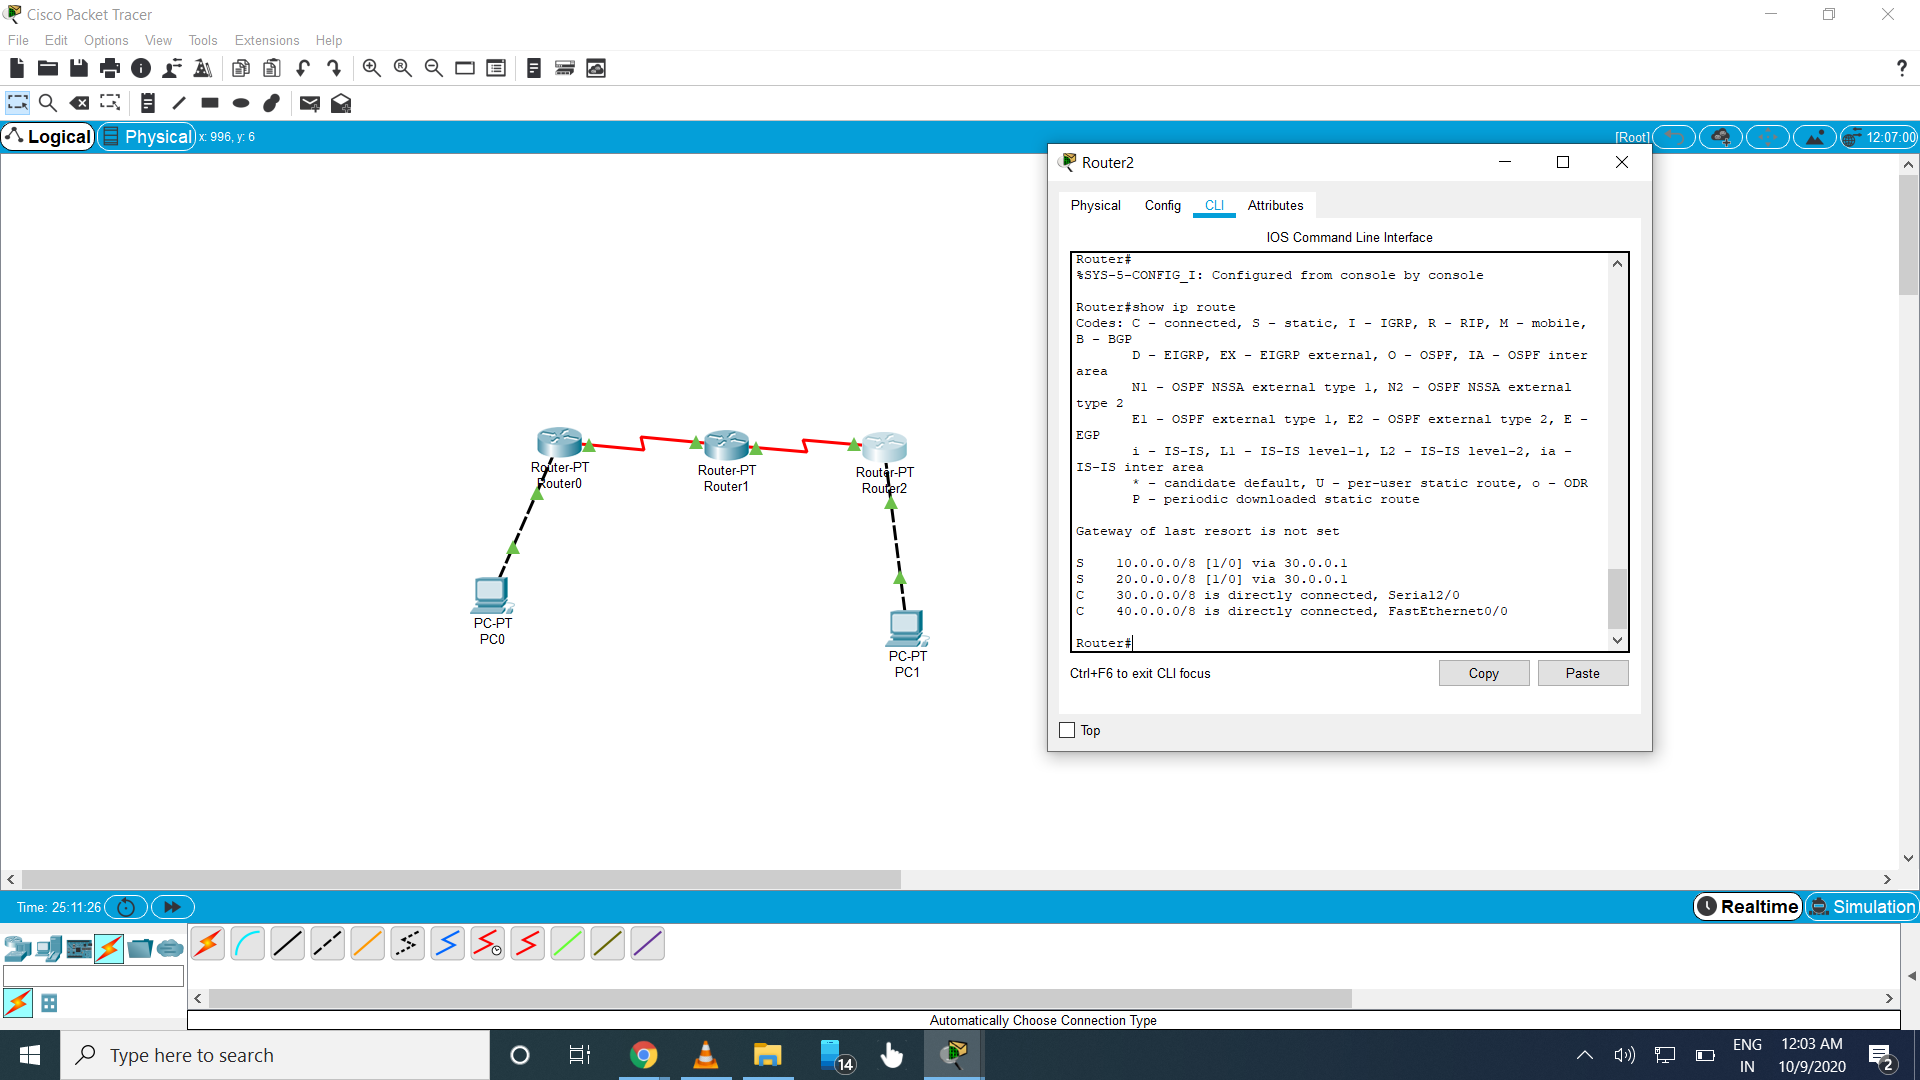 Cisco Packet Tracer
File Edit Options View Tools Extensions Help
Logical Physical x: 996, y: 6
[Root] 12:07:00
Router-PT
Router0
Router-PT
Router1
Router-PT
Router2
PC-PT
PC0
PC-PT
PC1
Router2
Physical Config CLI Attributes
IOS Command Line Interface
Router#
%SYS-5-CONFIG_I: Configured from console by console
Router#show ip route
Codes: C - connected, S - static, I - IGRP, R - RIP, M - mobile,
B - BGP
D - EIGRP, EX - EIGRP external, O - OSPF, IA - OSPF inter
area
N1 - OSPF NSSA external type 1, N2 - OSPF NSSA external
type 2
E1 - OSPF external type 1, E2 - OSPF external type 2, E -
EGP
i - IS-IS, L1 - IS-IS level-1, L2 - IS-IS level-2, ia -
IS-IS inter area
* - candidate default, U - per-user static route, o - ODR
P - periodic downloaded static route
Gateway of last resort is not set
S 10.0.0.0/8 [1/0] via 30.0.0.1
S 20.0.0.0/8 [1/0] via 30.0.0.1
C 30.0.0.0/8 is directly connected, Serial2/0
C 40.0.0.0/8 is directly connected, FastEthernet0/0
Router#
Ctrl+F6 to exit CLI focus
Copy Paste
Top
Time: 25:11:26
Realtime Simulation
Automatically Choose Connection Type
Type here to search
14
ENG
IN
12:03 AM
10/9/2020
2